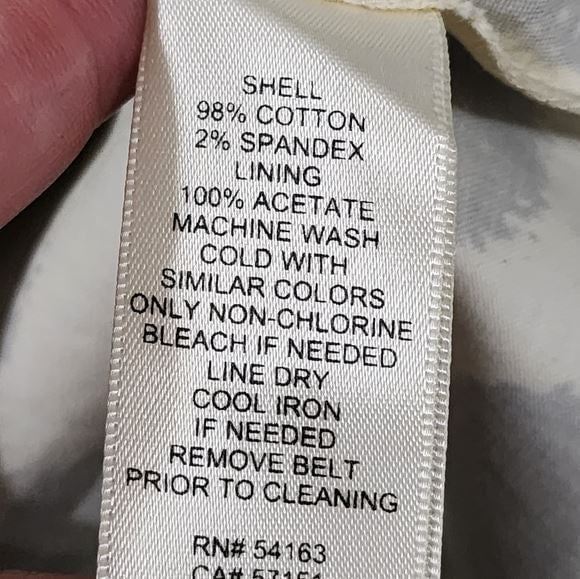 SHELL
98% COTTON
2% SPANDEX
LINING
100% ACETATE
MACHINE WASH
COLD WITH
SIMILAR COLORS
ONLY NON-CHLORINE
BLEACH IF NEEDED
LINE DRY
COOL IRON
IF NEEDED
REMOVE BELT
PRIOR TO CLEANING
RN# 54163
CA#